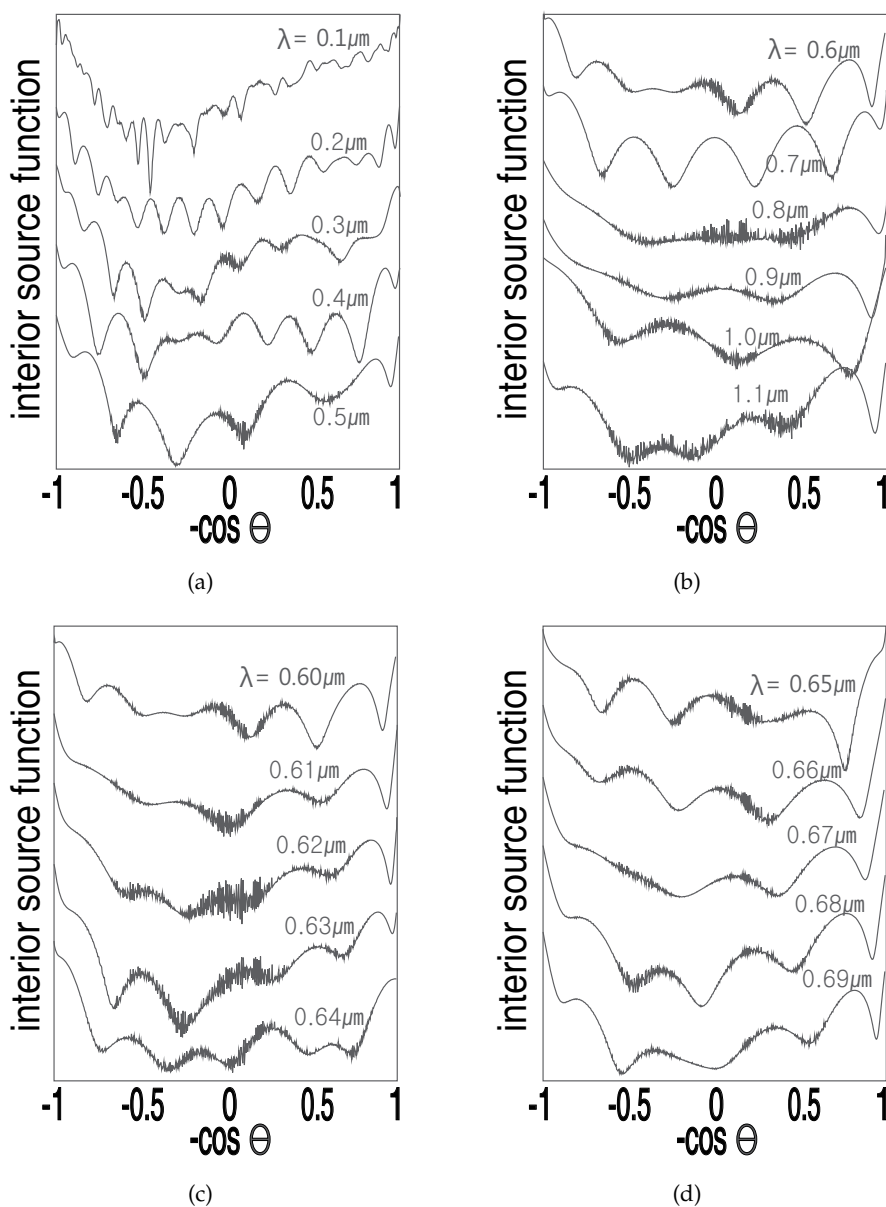 interior source function
λ= 0.1μm
0.2μm
0.3μm
0.4μm
0.5μm
-1 -0.5 0 0.5 1
-cos θ
(a)
interior source function
λ= 0.6μm
0.7μm
0.8μm
0.9μm
1.0μm
1.1μm
-1 -0.5 0 0.5 1
-cos θ
(b)
interior source function
λ= 0.60μm
0.61μm
0.62μm
0.63μm
0.64μm
-1 -0.5 0 0.5 1
-cos θ
(c)
interior source function
λ= 0.65μm
0.66μm
0.67μm
0.68μm
0.69μm
-1 -0.5 0 0.5 1
-cos θ
(d)